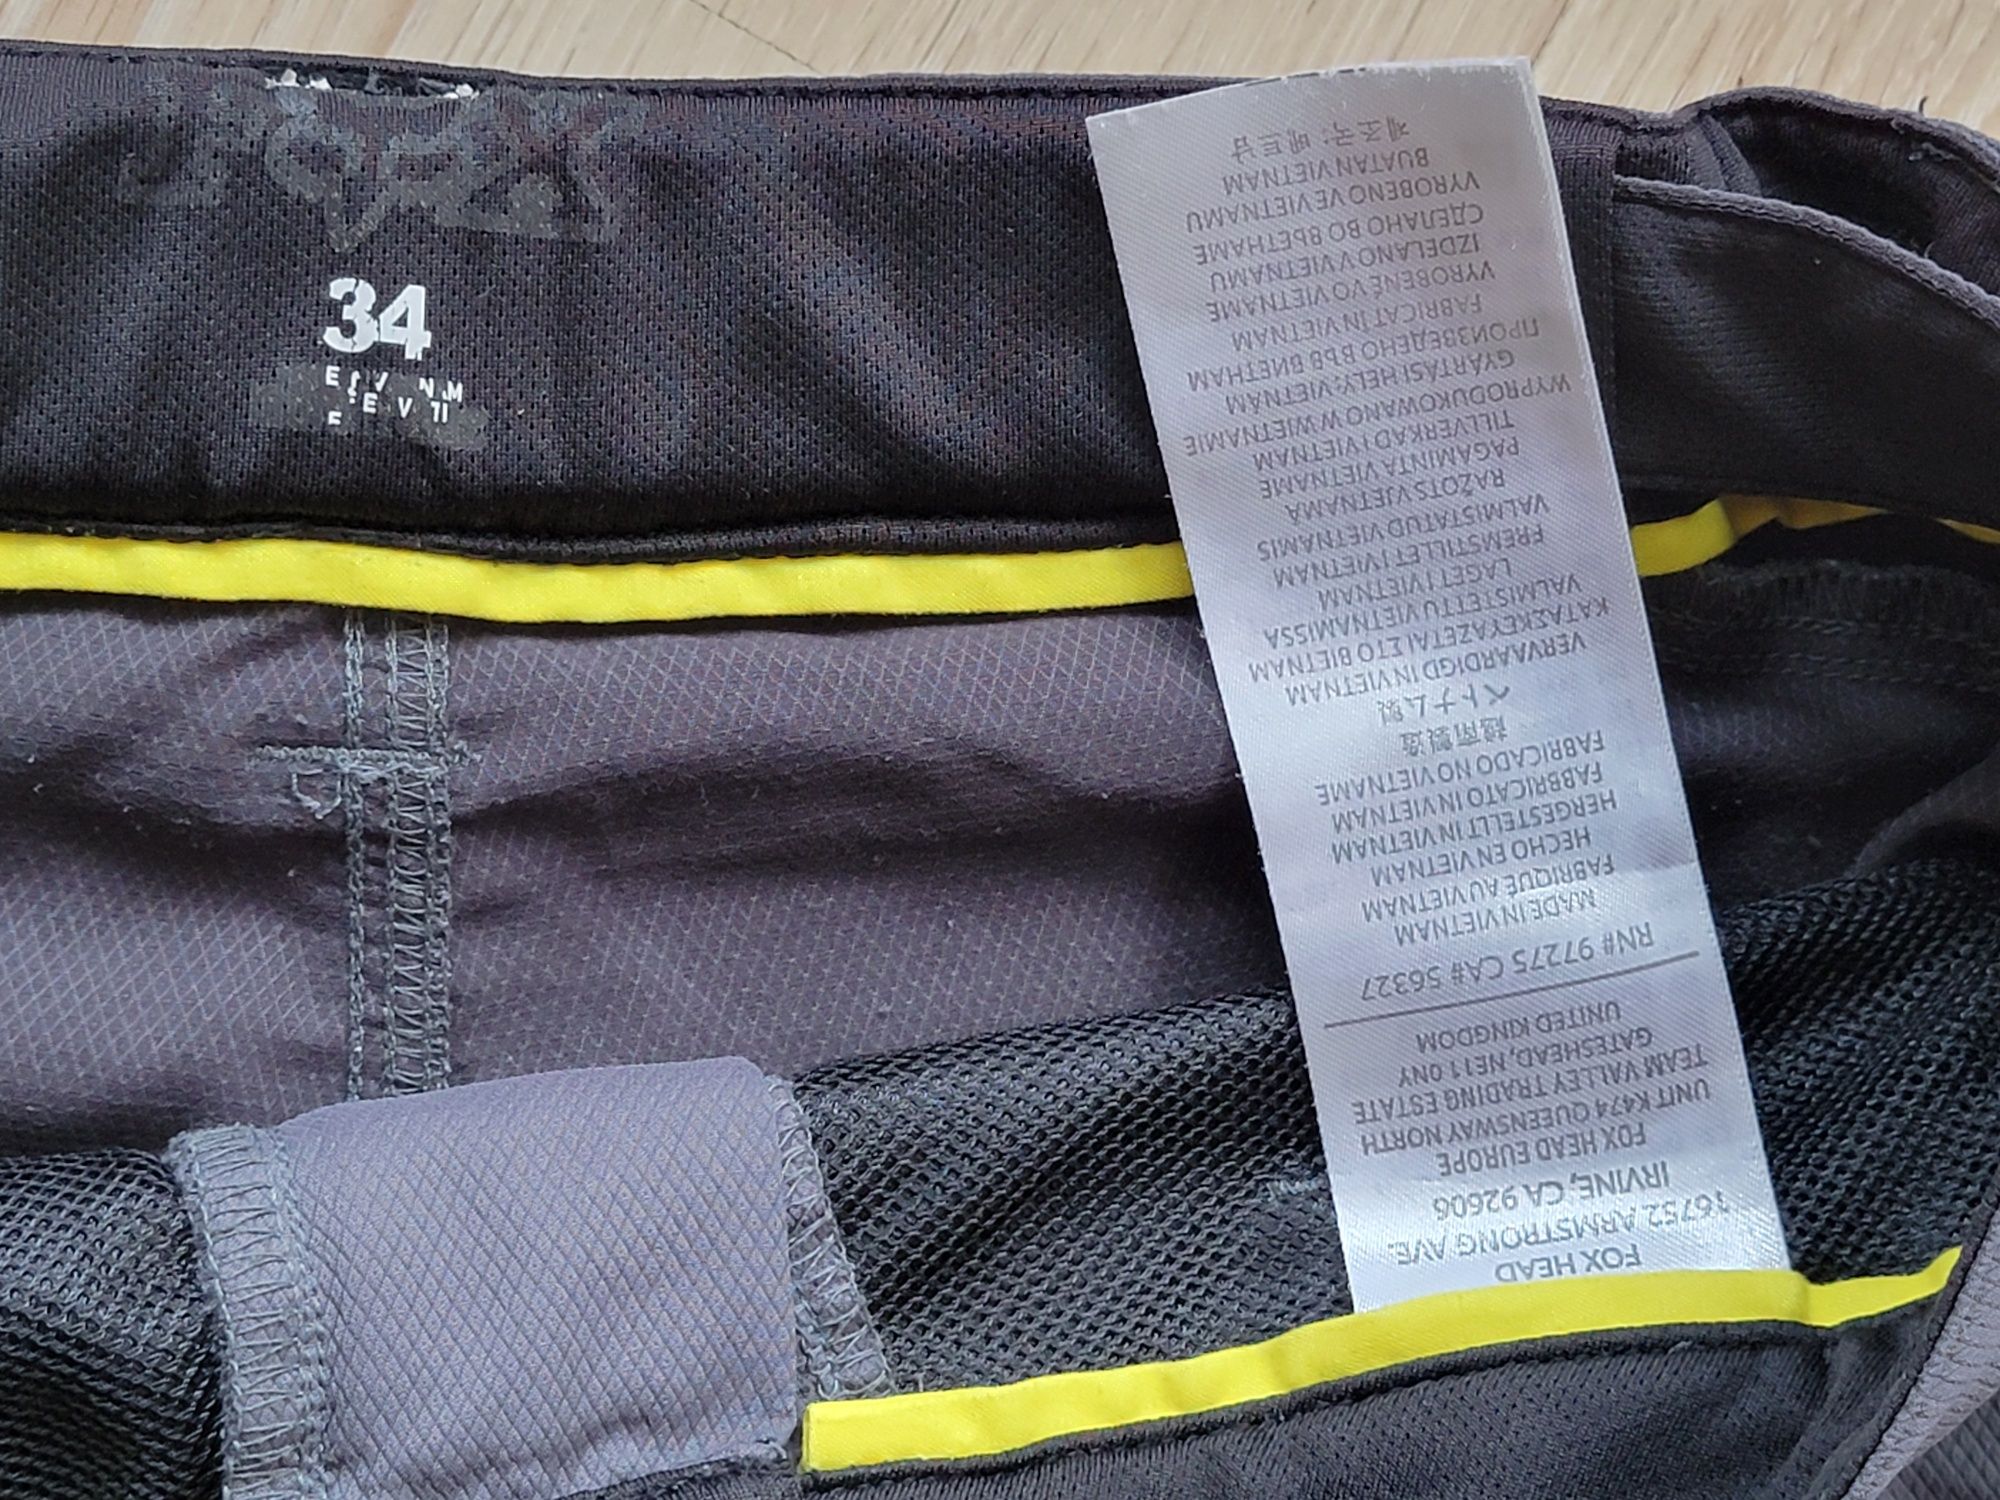 34
FOX HEAD
16752 ARMSTRONG AVE.
IRVINE, CA 92606
FOX HEAD EUROPE
UNIT K474 QUEENSWAY NORTH
TEAM VALLEY TRADING ESTATE
GATESHEAD, NE11 0NY
UNITED KINGDOM
RN# 97275 CA# 56327
MADE IN VIETNAM
FABRIQUÉ AU VIETNAM
HECHO EN VIETNAM
HERGESTELLT IN VIETNAM
FABBRICATO IN VIETNAM
FABRICADO NO VIETNAME
越南製造
ベトナム製
VERVAARDIGD IN VIETNAM
ΚΑΤΑΣΚΕΥΑΖΕΤΑΙ ΣΤΟ ΒΙΕΤΝΑΜ
VALMISTETTU VIETNAMISSA
LAGET I VIETNAM
FREMSTILLET I VIETNAM
VALMISTATUD VIETNAMIS
RAŽOTS VJETNAMA
PAGAMINTA VIETNAME
TILLVERKAD I VIETNAM
WYPRODUKOWANO W WIETNAMIE
GYÁRTÁSI HELY: VIETNÁM
ПРОИЗВЕДЕНО ВЪВ ВИЕТНАМ
FABRICAT ÎN VIETNAM
VYROBENÉ VO VIETNAME
IZDELANO V VIETNAMU
СДЕЛАНО ВО ВЬЕТНАМЕ
VYROBENO VE VIETNAMU
BUATAN VIETNAM
제조국: 베트남